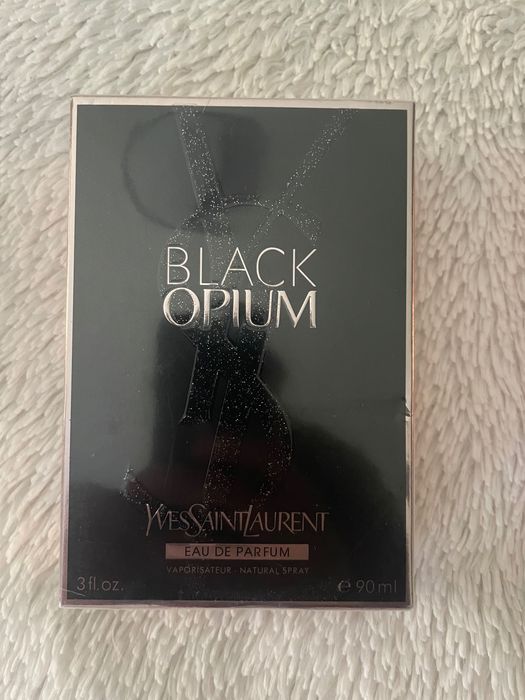 BLACK
OPIUM
YVESSAINTLAURENT
EAU DE PARFUM
VAPORISATEUR - NATURAL SPRAY
3 fl.oz. ℮ 90 ml